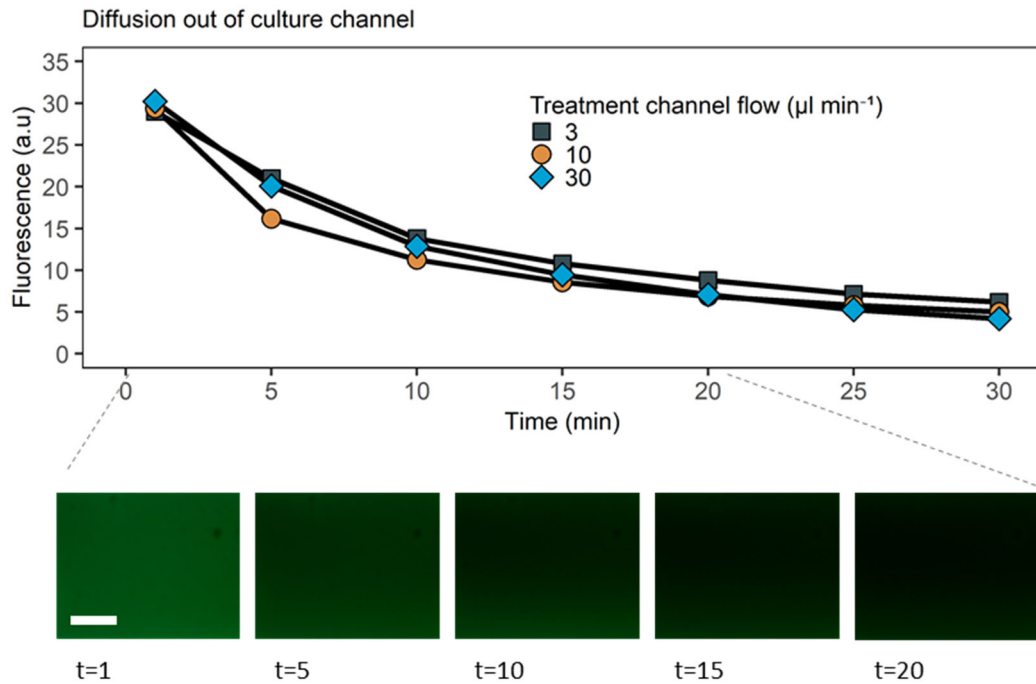 Diffusion out of culture channel
Fluorescence (a.u)
35
30
25
20
15
10
5
0
Treatment channel flow (µl min⁻¹)
3
10
30
0 5 10 15 20 25 30
Time (min)
t=1 t=5 t=10 t=15 t=20